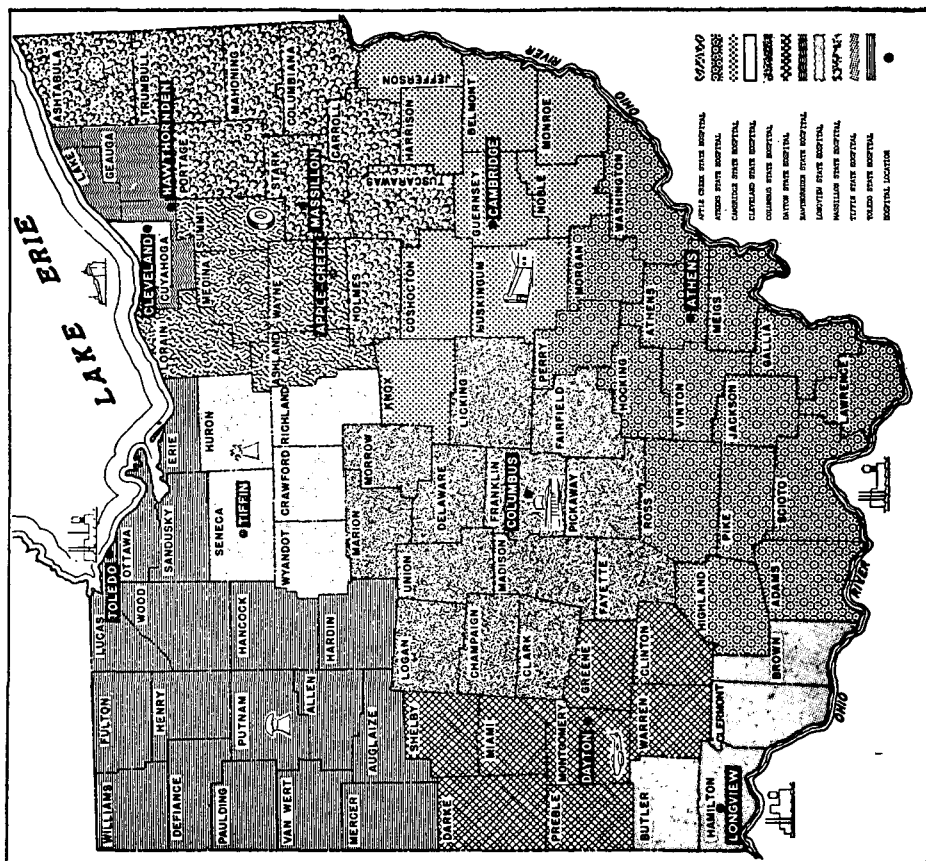 LAKE ERIE
WILLIAMS
FULTON
LUCAS
TOLEDO
OTTAWA
WOOD
SANDUSKY
ERIE
HENRY
DEFIANCE
PAULDING
PUTNAM
HANCOCK
SENECA
TIFFIN
HURON
VAN WERT
ALLEN
HARDIN
WYANDOT
CRAWFORD
RICHLAND
MERCER
AUGLAIZE
LORAIN
CLEVELAND
CUYAHOGA
LAKE
GEAUGA
ASHTABULA
TRUMBULL
HAWTHORNDEN
PORTAGE
MAHONING
COLUMBIANA
MEDINA
SUMMIT
ASHLAND
WAYNE
APPLE CREEK
MASSILLON
STARK
CARROLL
HOLMES
TUSCARAWAS
HARRISON
JEFFERSON
MARION
MORROW
KNOX
COSHOCTON
LOGAN
UNION
DELAWARE
LICKING
MUSKINGUM
GUERNSEY
CAMBRIDGE
BELMONT
MONROE
NOBLE
SHELBY
DARKE
MIAMI
CHAMPAIGN
CLARK
MADISON
FRANKLIN
COLUMBUS
FAIRFIELD
PERRY
MORGAN
WASHINGTON
PREBLE
MONTGOMERY
DAYTON
GREENE
FAYETTE
PICKAWAY
HOCKING
ATHENS
ATHENS
BUTLER
WARREN
CLINTON
HIGHLAND
ROSS
VINTON
MEIGS
HAMILTON
LONGVIEW
CLERMONT
BROWN
ADAMS
PIKE
SCIOTO
JACKSON
GALLIA
LAWRENCE
OHIO RIVER
OHIO RIVER
APPLE CREEK STATE HOSPITAL
ATHENS STATE HOSPITAL
CAMBRIDGE STATE HOSPITAL
CLEVELAND STATE HOSPITAL
COLUMBUS STATE HOSPITAL
DAYTON STATE HOSPITAL
HAWTHORNDEN STATE HOSPITAL
LONGVIEW STATE HOSPITAL
MASSILLON STATE HOSPITAL
TIFFIN STATE HOSPITAL
TOLEDO STATE HOSPITAL
HOSPITAL LOCATION